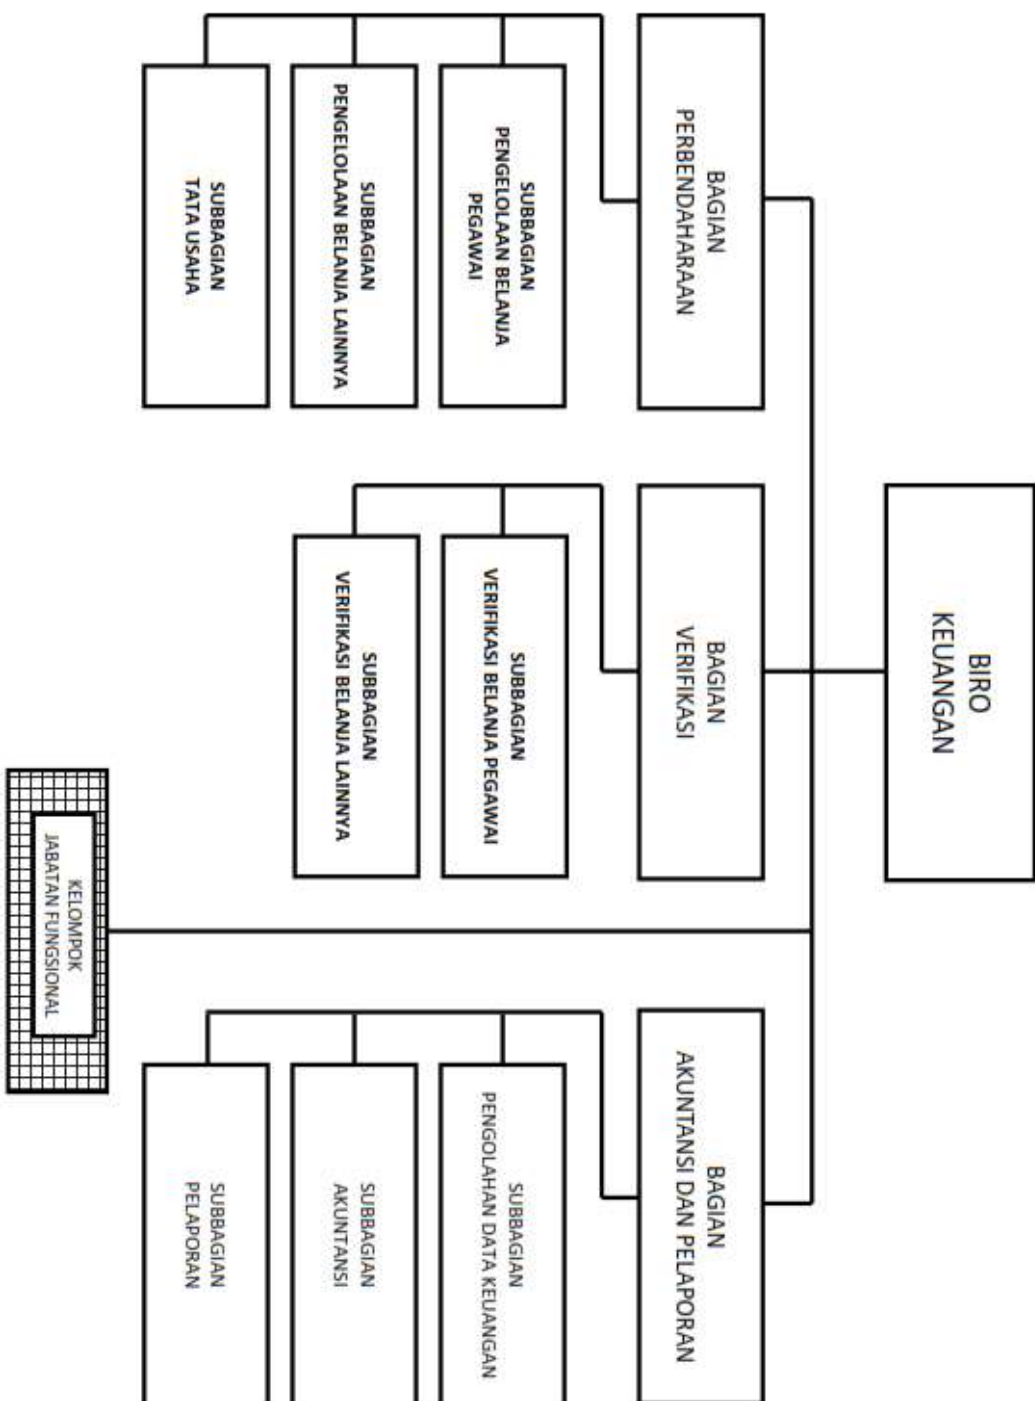 BIRO
KEUANGAN
BAGIAN
PERBENDAHARAAN
SUBBAGIAN
PENGELOLAAN BELANJA
PEGAWAI
SUBBAGIAN
PENGELOLAAN BELANJA LAINNYA
SUBBAGIAN
TATA USAHA
BAGIAN
VERIFIKASI
SUBBAGIAN
VERIFIKASI BELANJA PEGAWAI
SUBBAGIAN
VERIFIKASI BELANJA LAINNYA
BAGIAN
AKUNTANSI DAN PELAPORAN
SUBBAGIAN
PENGOLAHAN DATA KEUANGAN
SUBBAGIAN
AKUNTANSI
SUBBAGIAN
PELAPORAN
KELOMPOK
JABATAN FUNGSIONAL